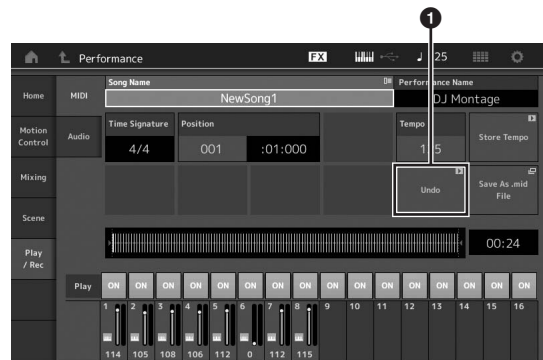 1
Performance
FX
25
Song Name
NewSong1
Performance Name
DJ Montage
Home
MIDI
Motion
Control
Audio
Time Signature
4/4
Position
001
:01:000
Tempo
Store Tempo
Mixing
Undo
Save As .mid
File
Scene
Play
/ Rec
00:24
Play
ON ON ON ON ON ON ON ON ON ON ON ON ON ON ON ON
1 2 3 4 5 6 7 8 9 10 11 12 13 14 15 16
114 105 108 106 112 0 112 115